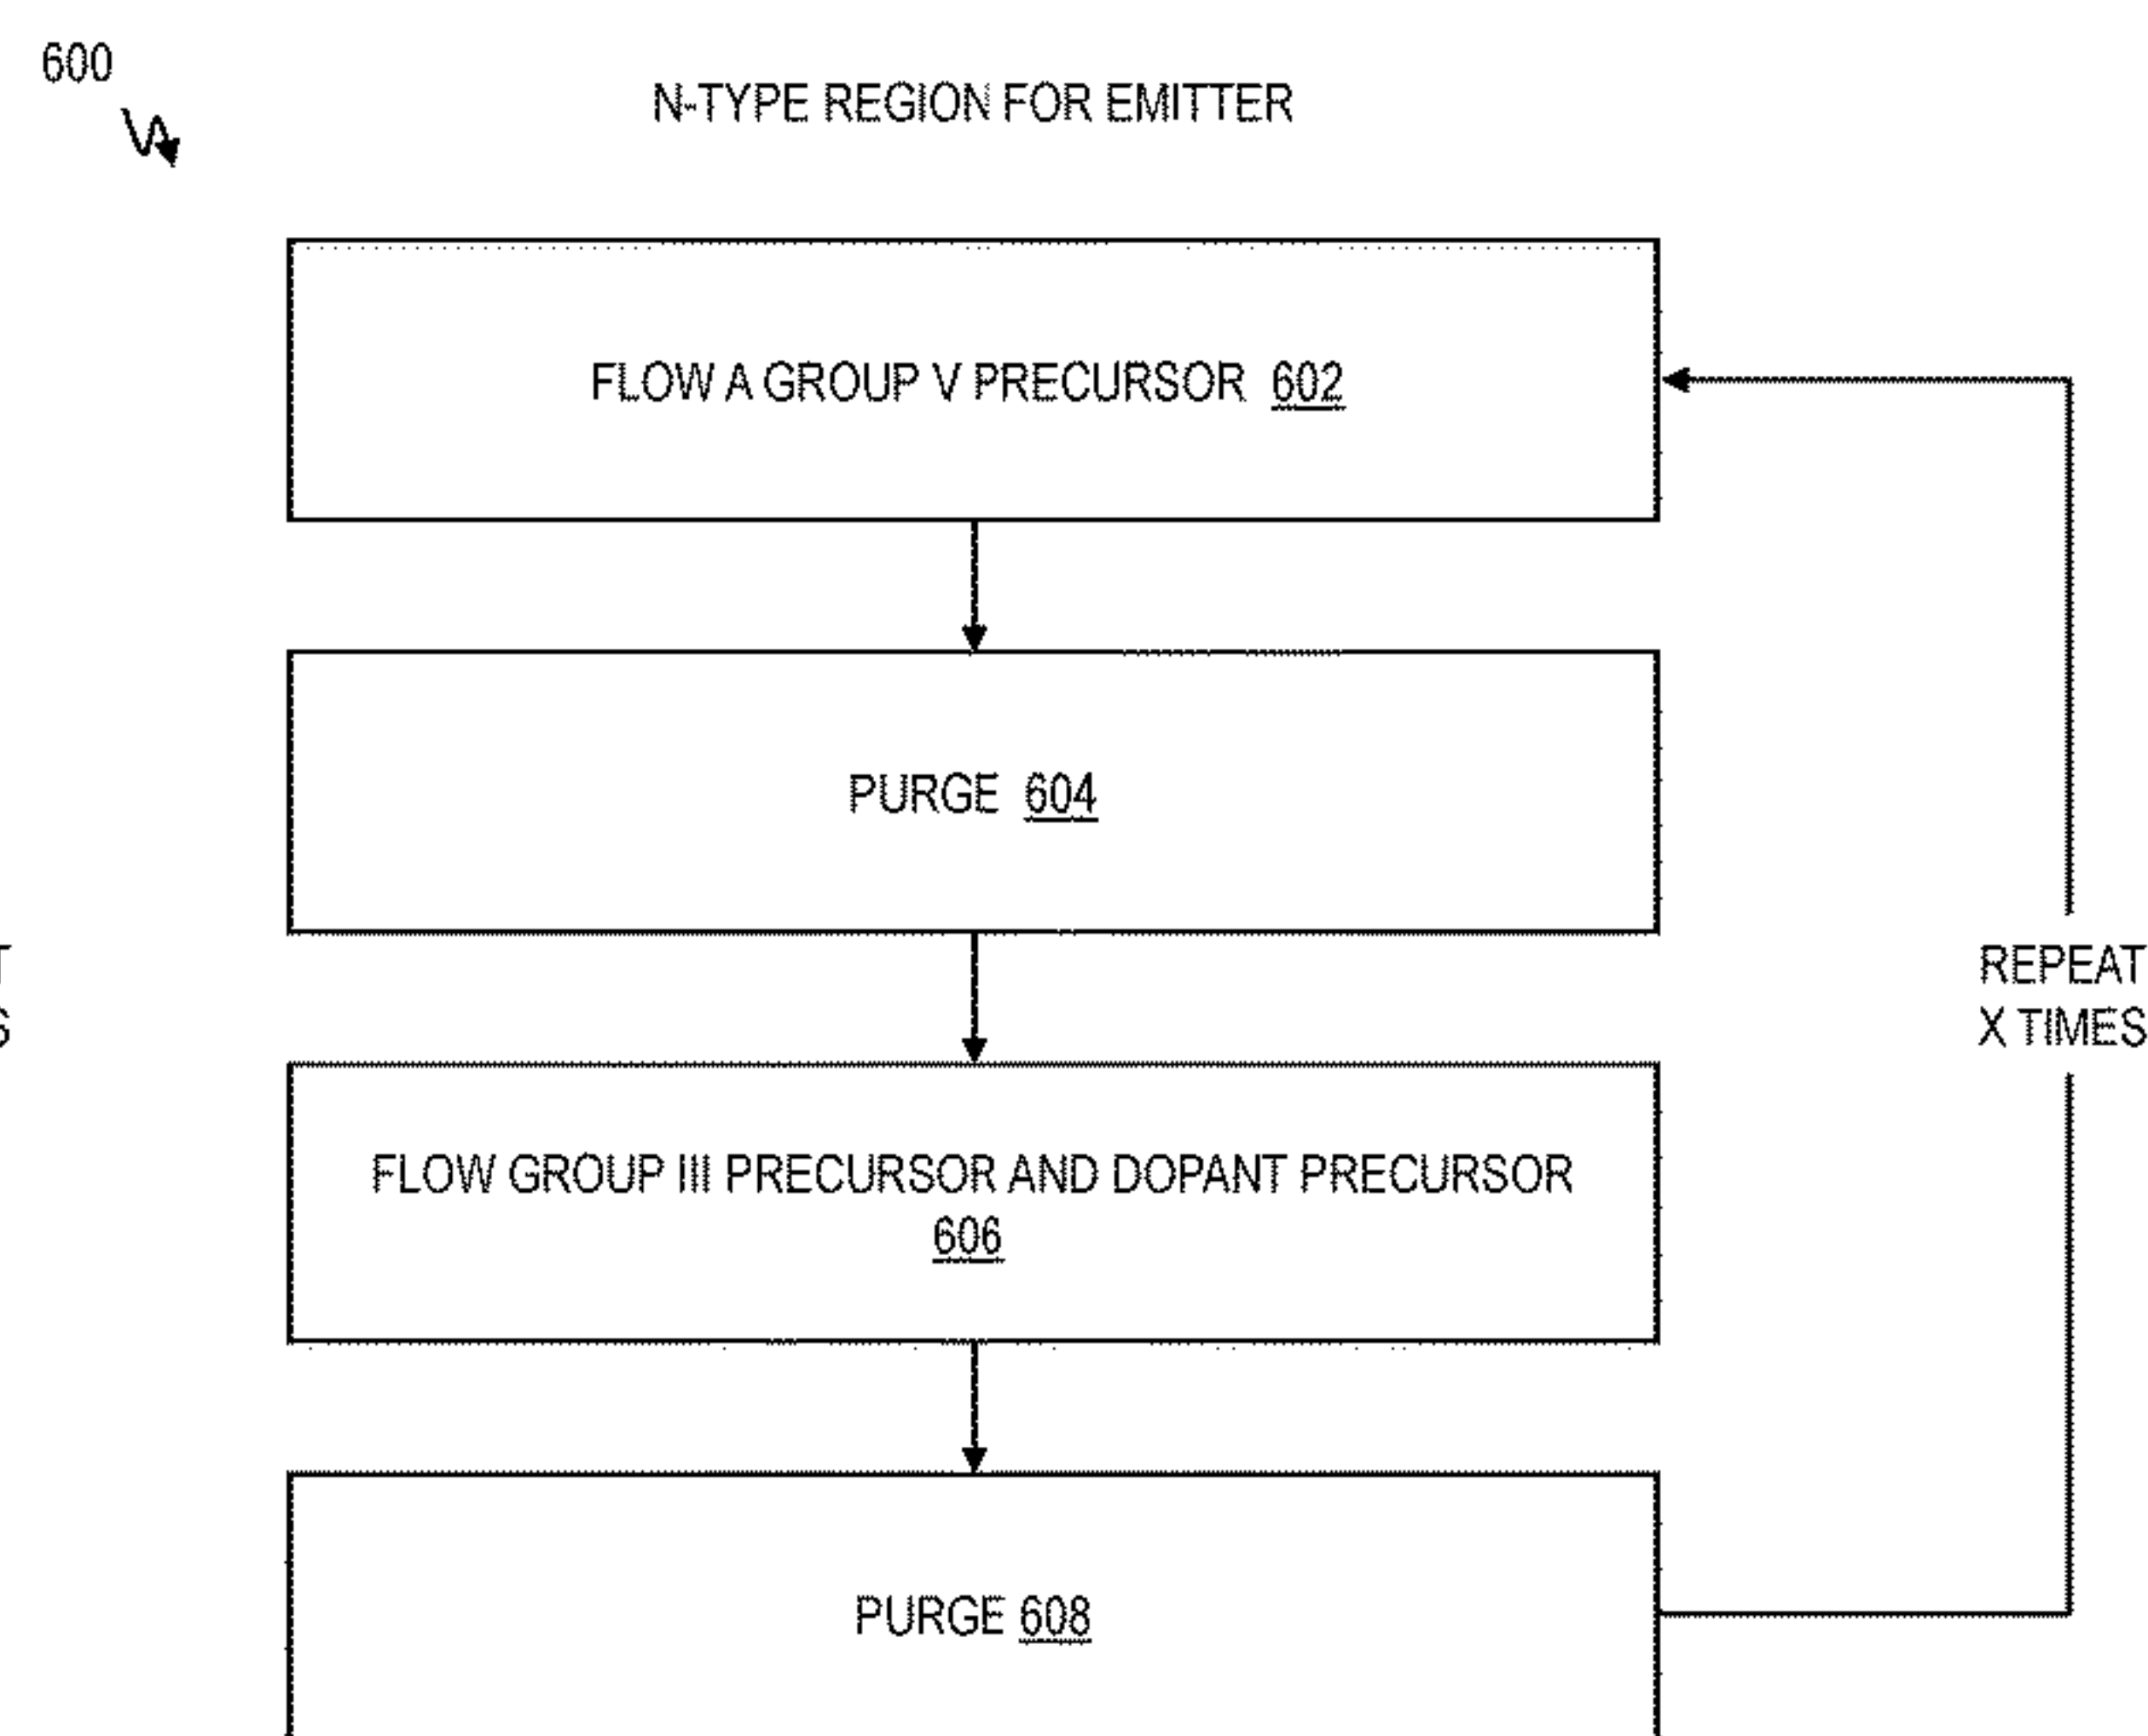 600
N-TYPE REGION FOR EMITTER
FLOW A GROUP V PRECURSOR 602
PURGE 604
T
S
REPEAT
X TIMES
FLOW GROUP III PRECURSOR AND DOPANT PRECURSOR
606
PURGE 608